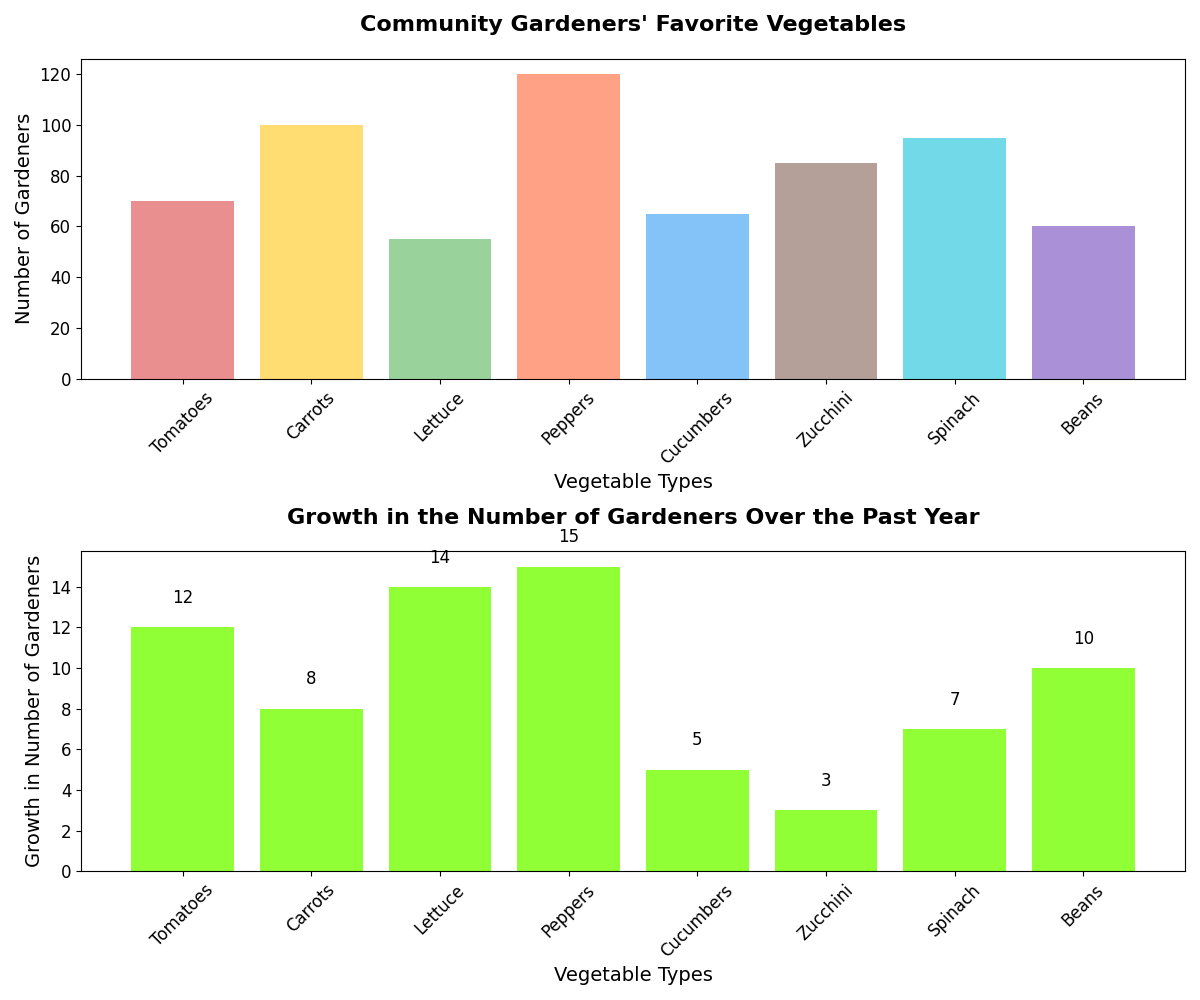 Community Gardeners' Favorite Vegetables
Number of Gardeners
120
100
80
60
40
20
0
Tomatoes
Carrots
Lettuce
Peppers
Cucumbers
Zucchini
Spinach
Beans
Vegetable Types
Growth in the Number of Gardeners Over the Past Year
Growth in Number of Gardeners
14
12
10
8
6
4
2
0
12
8
14
15
5
3
7
10
Tomatoes
Carrots
Lettuce
Peppers
Cucumbers
Zucchini
Spinach
Beans
Vegetable Types